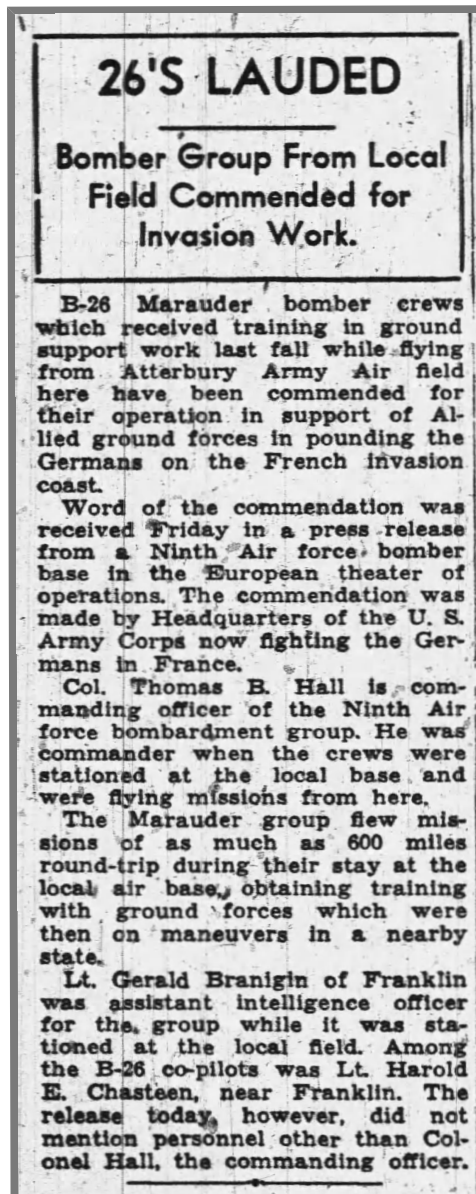 26'S LAUDED
Bomber Group From Local
Field Commended for
Invasion Work.
B-26 Marauder bomber crews
which received training in ground
support work last fall while flying
from Atterbury Army Air field
here have been commended for
their operation in support of Al-
lied ground forces in pounding the
Germans on the French invasion
coast.
Word of the commendation was
received Friday in a press release
from a Ninth Air force bomber
base in the European theater of
operations. The commendation was
made by Headquarters of the U. S.
Army Corps now fighting the Ger-
mans in France.
Col. Thomas B. Hall is com-
manding officer of the Ninth Air
force bombardment group. He was
commander when the crews were
stationed at the local base and
were flying missions from here.
The Marauder group flew mis-
sions of as much as 600 miles
round-trip during their stay at the
local air base, obtaining training
with ground forces which were
then on maneuvers in a nearby
state.
Lt. Gerald Branigin of Franklin
was assistant intelligence officer
for the group while it was sta-
tioned at the local field. Among
the B-26 co-pilots was Lt. Harold
E. Chasteen, near Franklin. The
release today, however, did not
mention personnel other than Col-
onel Hall, the commanding officer.